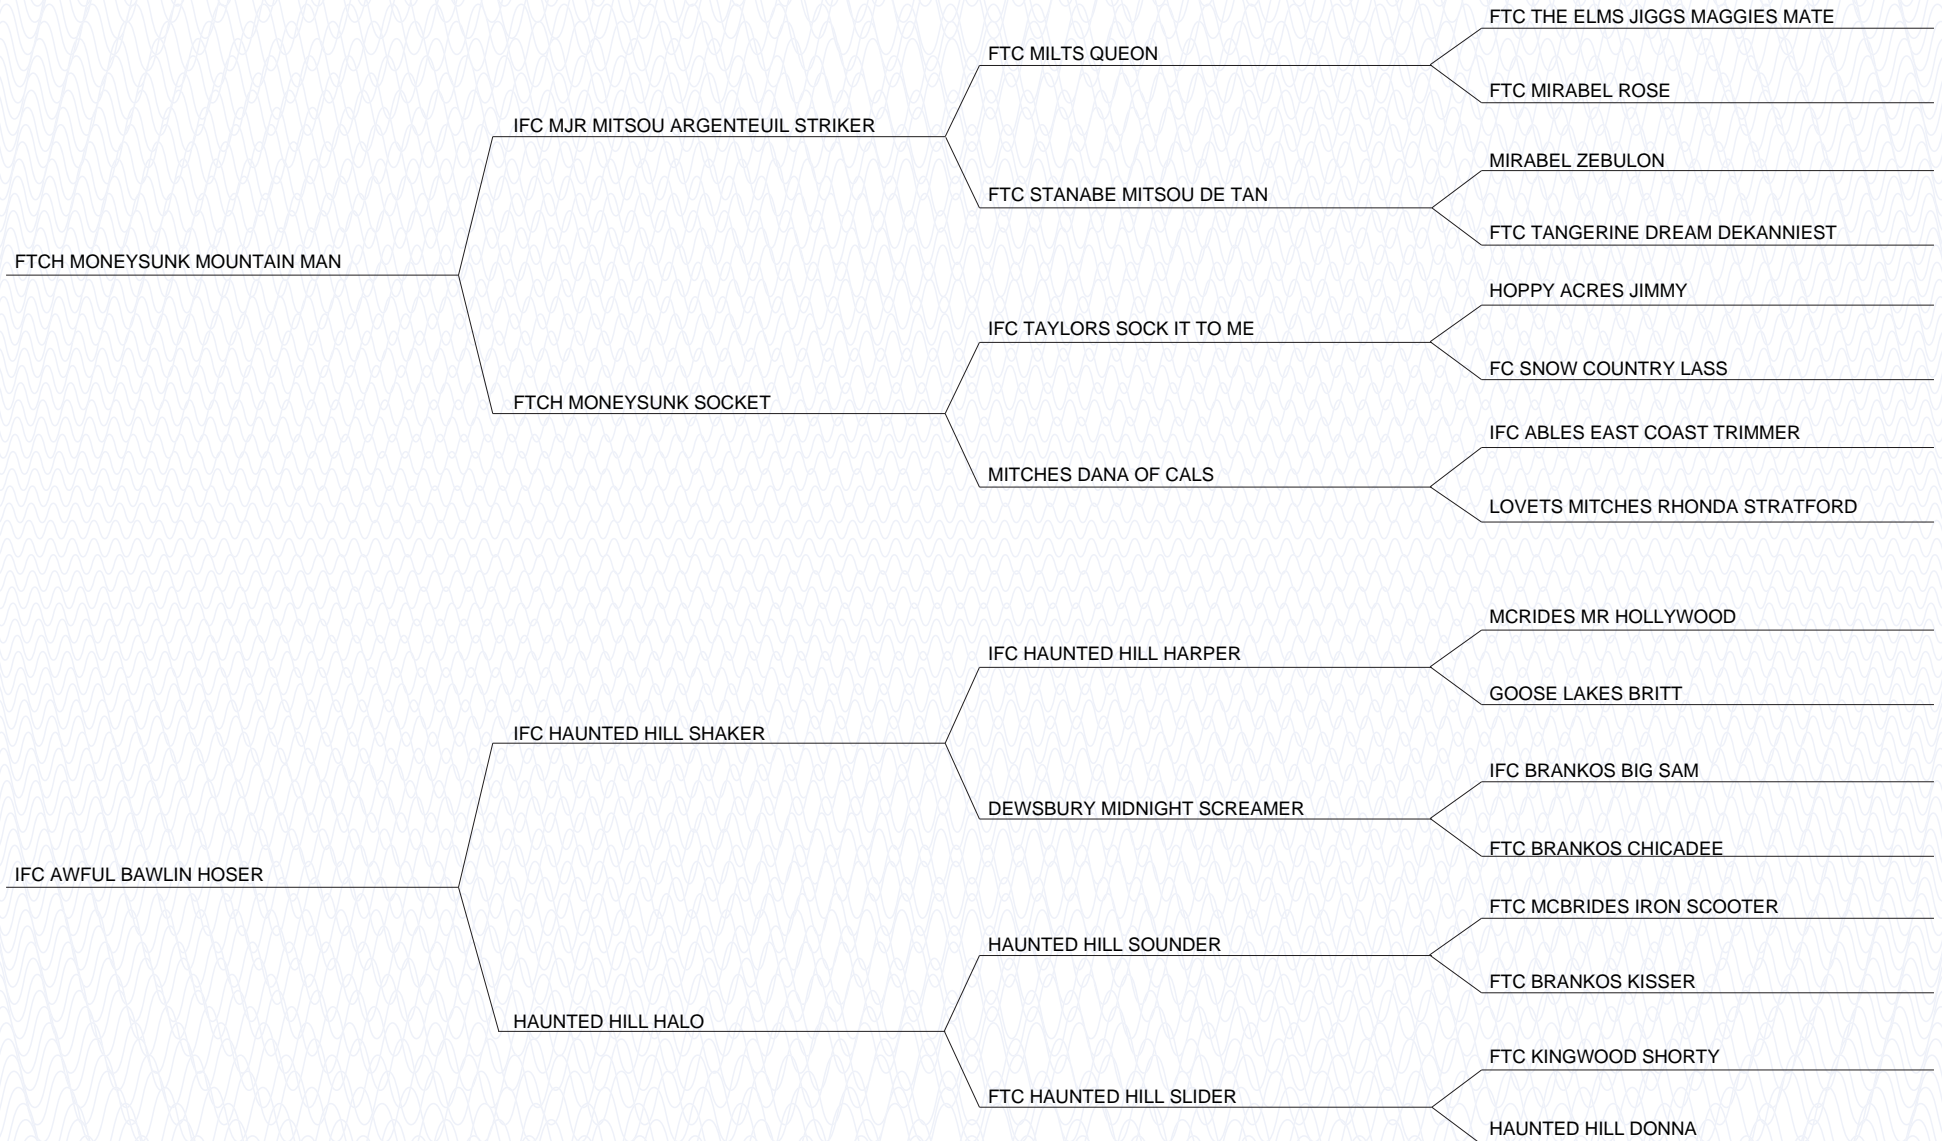 FTC THE ELMS JIGGS MAGGIES MATE
FTC MILTS QUEON
FTC MIRABEL ROSE
IFC MJR MITSOU ARGENTEUIL STRIKER
MIRABEL ZEBULON
FTC STANABE MITSOU DE TAN
FTC TANGERINE DREAM DEKANNIEST
FTCH MONEYSUNK MOUNTAIN MAN
HOPPY ACRES JIMMY
IFC TAYLORS SOCK IT TO ME
FC SNOW COUNTRY LASS
FTCH MONEYSUNK SOCKET
IFC ABLES EAST COAST TRIMMER
MITCHES DANA OF CALS
LOVETS MITCHES RHONDA STRATFORD
MCRIDES MR HOLLYWOOD
IFC HAUNTED HILL HARPER
GOOSE LAKES BRITT
IFC HAUNTED HILL SHAKER
IFC BRANKOS BIG SAM
DEWSBURY MIDNIGHT SCREAMER
FTC BRANKOS CHICADEE
IFC AWFUL BAWLIN HOSER
FTC MCBRIDES IRON SCOOTER
HAUNTED HILL SOUNDER
FTC BRANKOS KISSER
HAUNTED HILL HALO
FTC KINGWOOD SHORTY
FTC HAUNTED HILL SLIDER
HAUNTED HILL DONNA